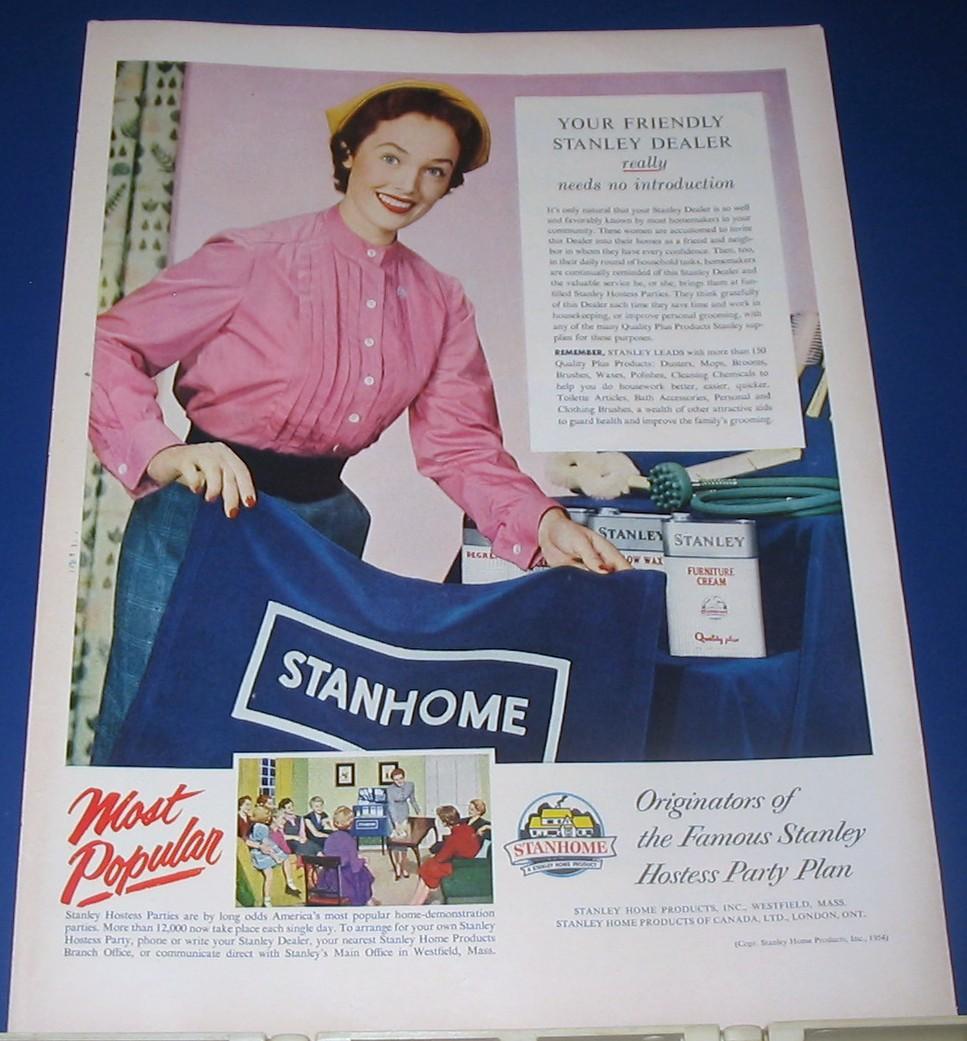 YOUR FRIENDLY
STANLEY DEALER
really
needs no introduction
It's only natural that your Stanley Dealer is so well
and favorably known by most homemakers in your
community. These women are accustomed to invite
this Dealer into their homes as a friend and neigh-
bor in whom they have every confidence. Then, too,
in their daily round of household tasks, homemakers
are continually reminded of this Stanley Dealer and
the valuable service he, or she, brings them at fun-
filled Stanley Hostess Parties. They think gratefully
of this Dealer each time they save time and work in
housekeeping, or improve personal grooming, with
any of the many Quality Plus Products Stanley sup-
plies for these purposes.
REMEMBER, STANLEY LEADS with more than 150
Quality Plus Products: Dusters, Mops, Brooms,
Brushes, Waxes, Polishes, Cleaning Chemicals to
help you do housework better, easier, quicker.
Toilette Articles, Bath Accessories, Personal and
Clothing Brushes, a wealth of other attractive aids
to guard health and improve the family's grooming.
DEGRE
STANLEY
OW WAX
STANLEY
FURNITURE
CREAM
Quality plus
STANHOME
Most
Popular
STANHOME
A STANLEY HOME PRODUCT
Originators of
the Famous Stanley
Hostess Party Plan
Stanley Hostess Parties are by long odds America's most popular home-demonstration
parties. More than 12,000 now take place each single day. To arrange for your own Stanley
Hostess Party, phone or write your Stanley Dealer, your nearest Stanley Home Products
Branch Office, or communicate direct with Stanley's Main Office in Westfield, Mass.
STANLEY HOME PRODUCTS, INC., WESTFIELD, MASS.
STANLEY HOME PRODUCTS OF CANADA, LTD., LONDON, ONT.
(Copr. Stanley Home Products, Inc., 1954)